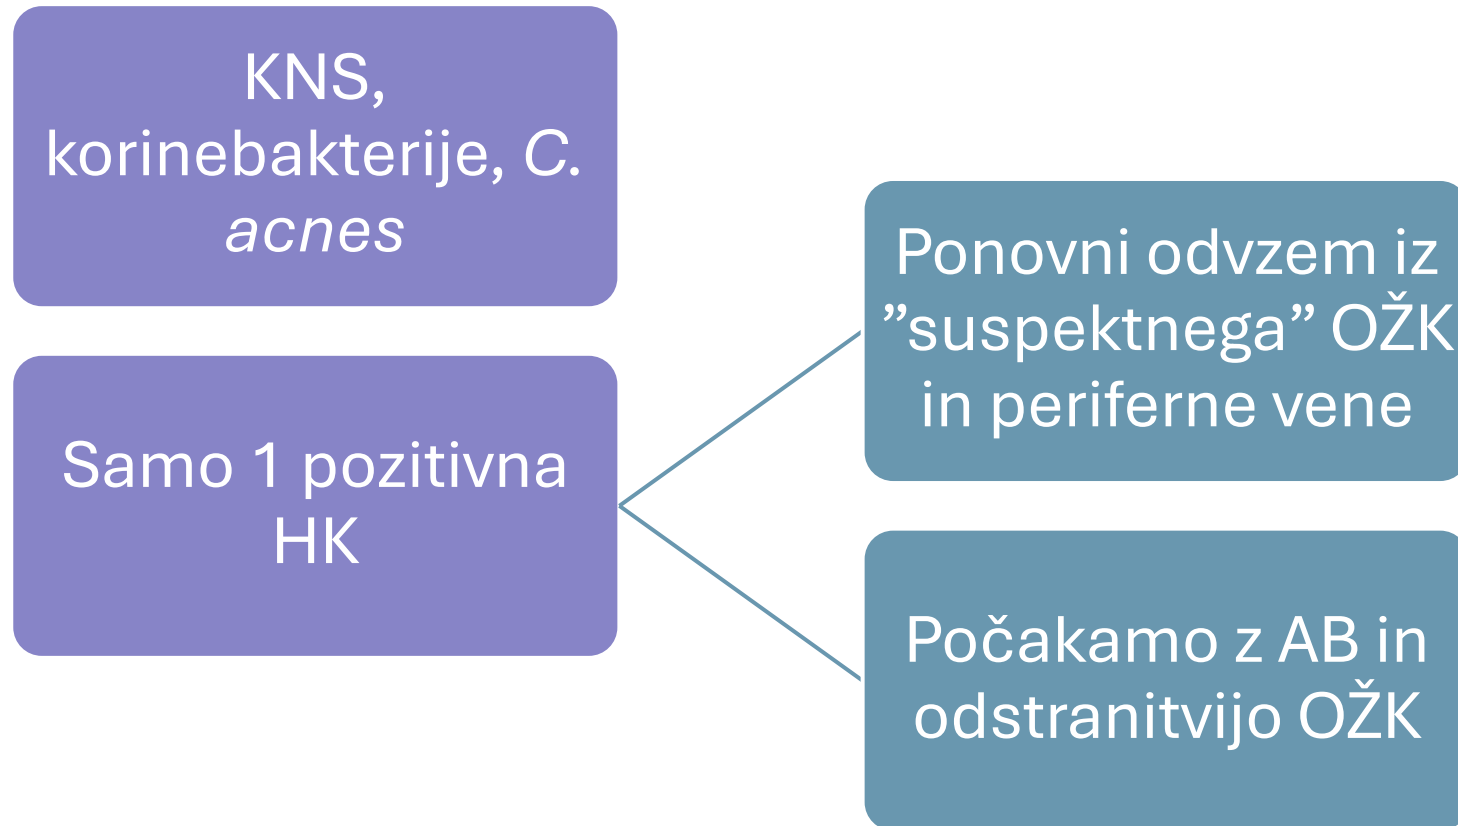 KNS,
korinebakterije, C.
acnes
Samo 1 pozitivna
HK
Ponovni odvzem iz
”suspektnega” OŽK
in periferne vene
Počakamo z AB in
odstranitvijo OŽK